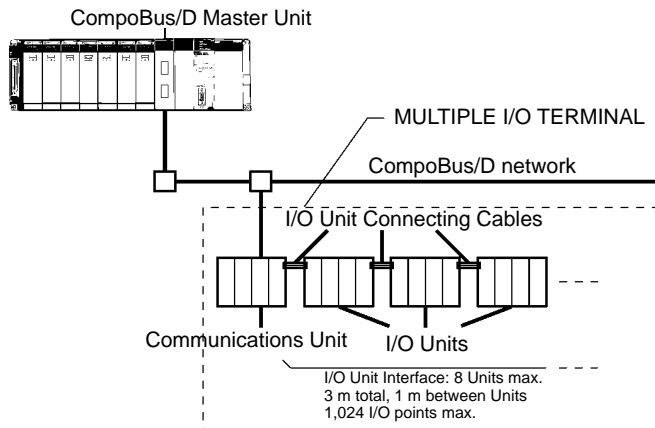 CompoBus/D Master Unit
MULTIPLE I/O TERMINAL
CompoBus/D network
I/O Unit Connecting Cables
Communications Unit
I/O Units
I/O Unit Interface: 8 Units max.
3 m total, 1 m between Units
1,024 I/O points max.